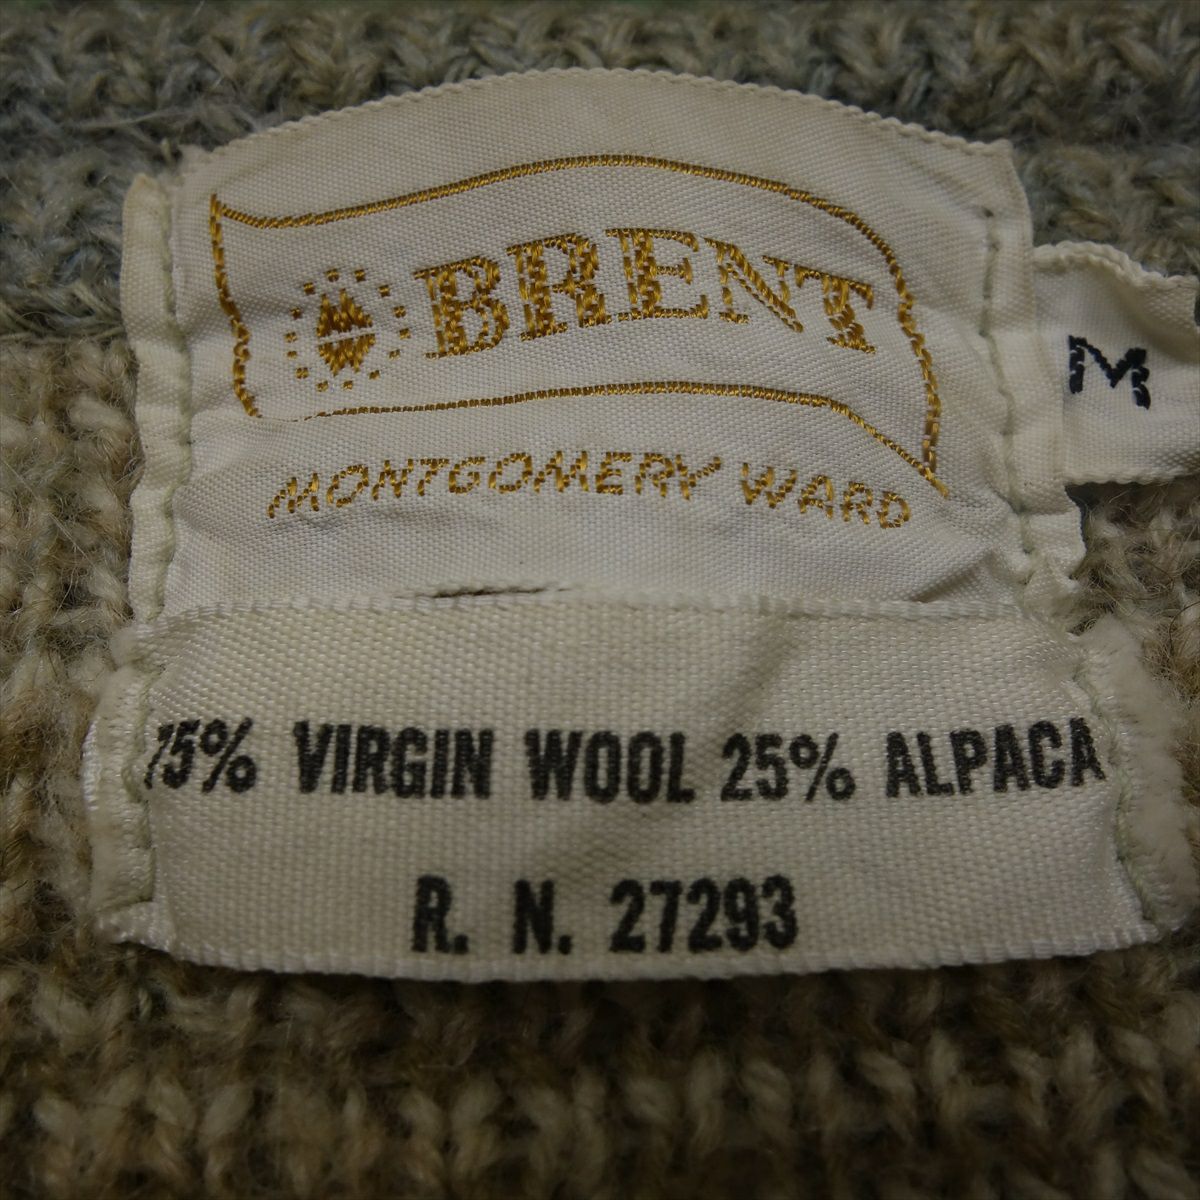 BRENT
MONTGOMERY WARD
M
75% VIRGIN WOOL 25% ALPACA
R. N. 27293